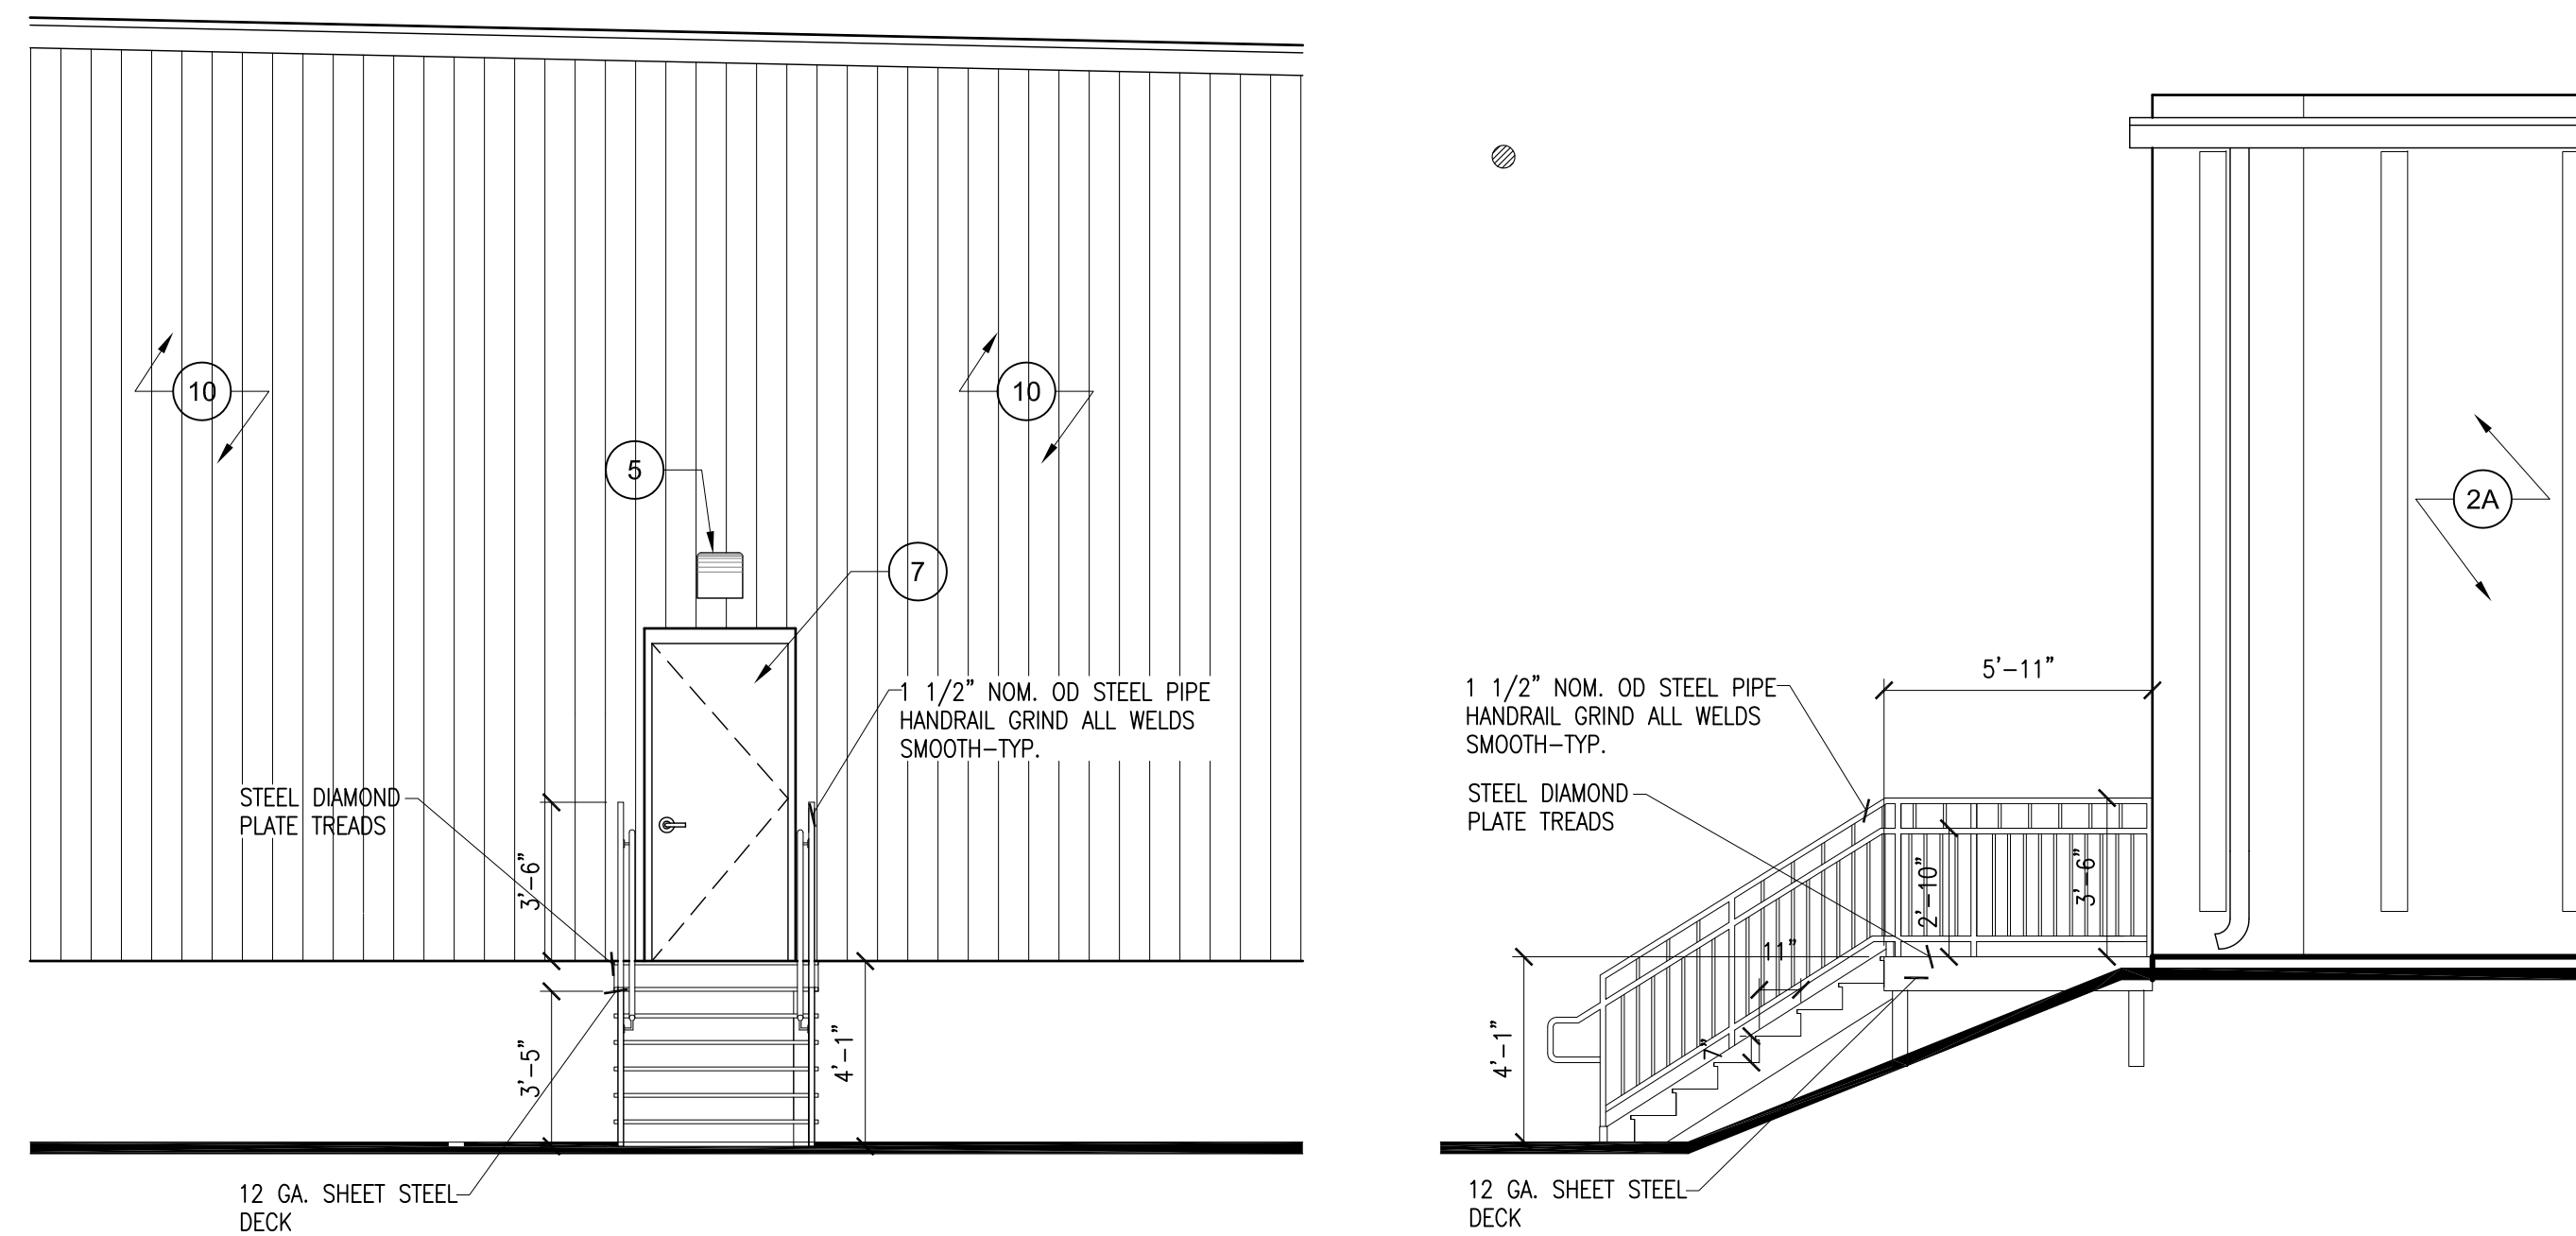 10
10
5
7
1 1/2” NOM. OD STEEL PIPE
HANDRAIL GRIND ALL WELDS
SMOOTH–TYP.
STEEL DIAMOND
PLATE TREADS
3’–6”
3’–5”
4’–1”
12 GA. SHEET STEEL
DECK
2A
5’–11”
1 1/2” NOM. OD STEEL PIPE
HANDRAIL GRIND ALL WELDS
SMOOTH–TYP.
STEEL DIAMOND
PLATE TREADS
2’–10”
3’–6”
11”
7”
4’–1”
12 GA. SHEET STEEL
DECK